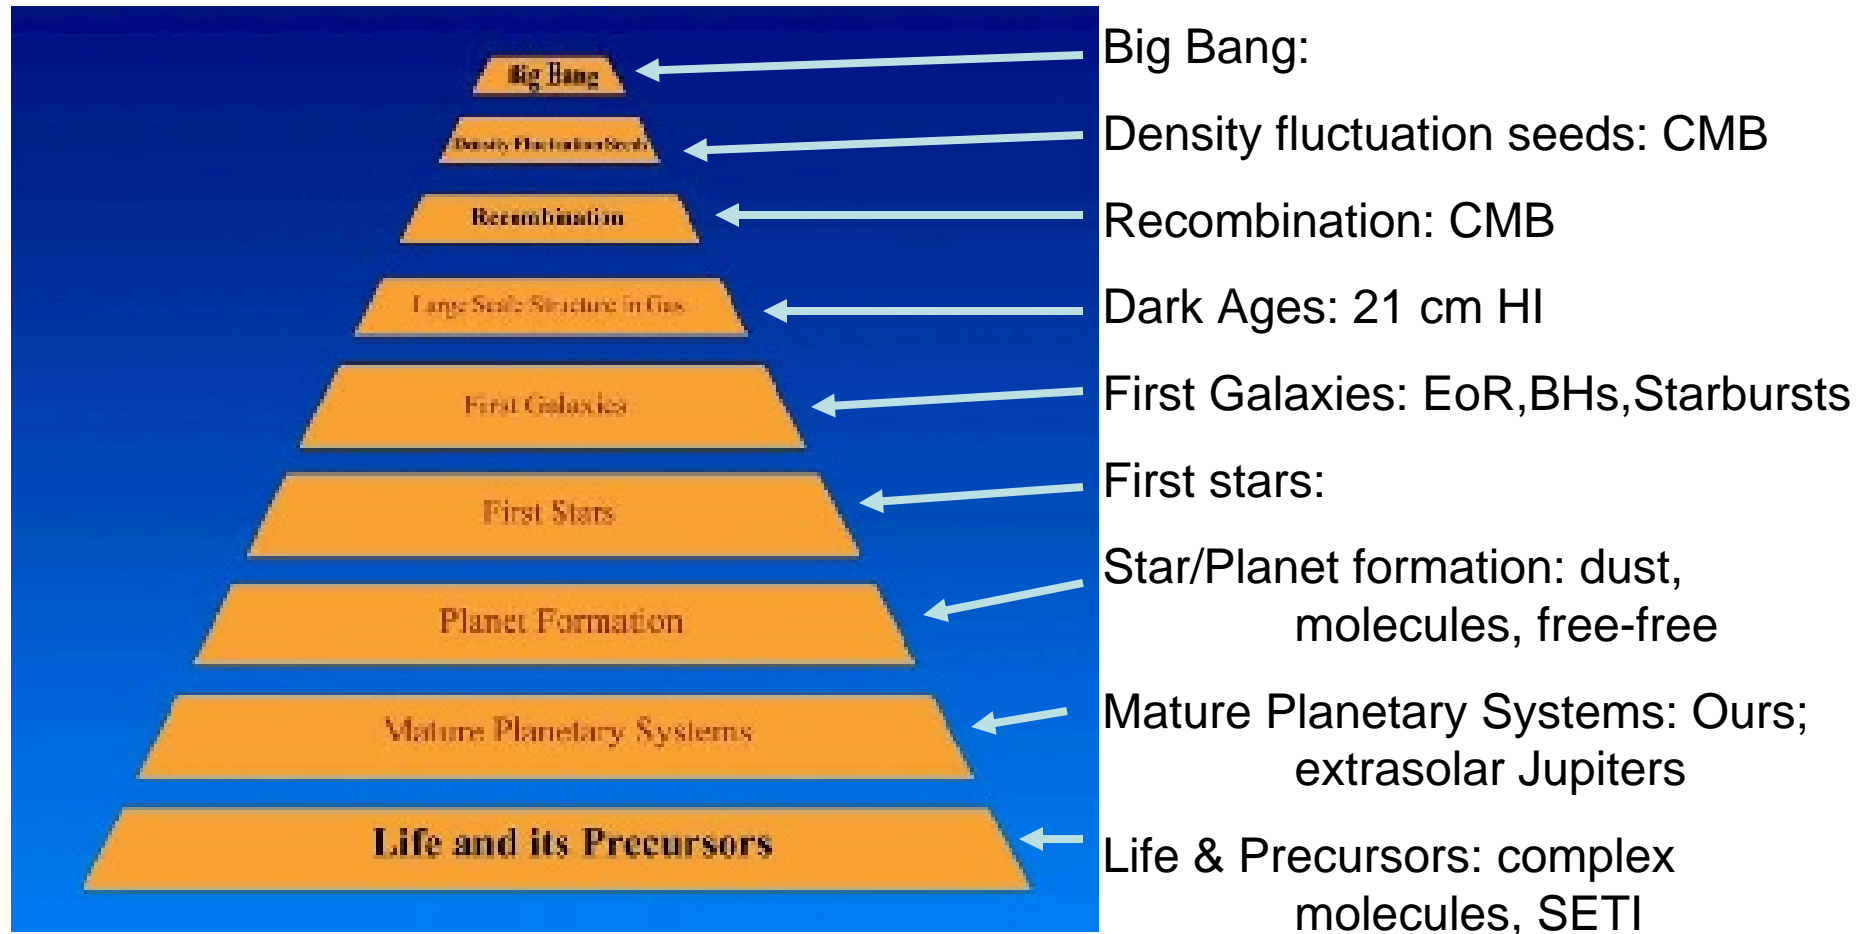 Big Bang
Density Fluctuation Seeds
Recombination
Large Scale Structure in Gas
First Galaxies
First Stars
Planet Formation
Mature Planetary Systems
Life and its Precursors
Big Bang:
Density fluctuation seeds: CMB
Recombination: CMB
Dark Ages: 21 cm HI
First Galaxies: EoR,BHs,Starbursts
First stars:
Star/Planet formation: dust,
molecules, free-free
Mature Planetary Systems: Ours;
extrasolar Jupiters
Life & Precursors: complex
molecules, SETI